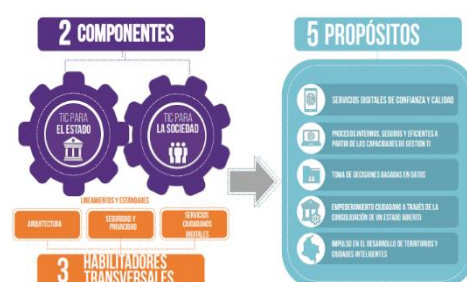 2 COMPONENTES
TIC PARA
EL ESTADO
TIC PARA
LA SOCIEDAD
LINEAMIENTOS Y ESTÁNDARES
ARQUITECTURA
SEGURIDAD Y
PRIVACIDAD
SERVICIOS
CIUDADANOS
DIGITALES
3 HABILITADORES
TRANSVERSALES
5 PROPÓSITOS
SERVICIOS DIGITALES DE CONFIANZA Y CALIDAD
PROCESOS INTERNOS, SEGUROS Y EFICIENTES A
PARTIR DE LAS CAPACIDADES DE GESTIÓN TI
TOMA DE DECISIONES BASADAS EN DATOS
EMPODERAMIENTO CIUDADANO A TRAVÉS DE LA
CONSOLIDACIÓN DE UN ESTADO ABIERTO
IMPULSO EN EL DESARROLLO DE TERRITORIOS Y
CIUDADES INTELIGENTES